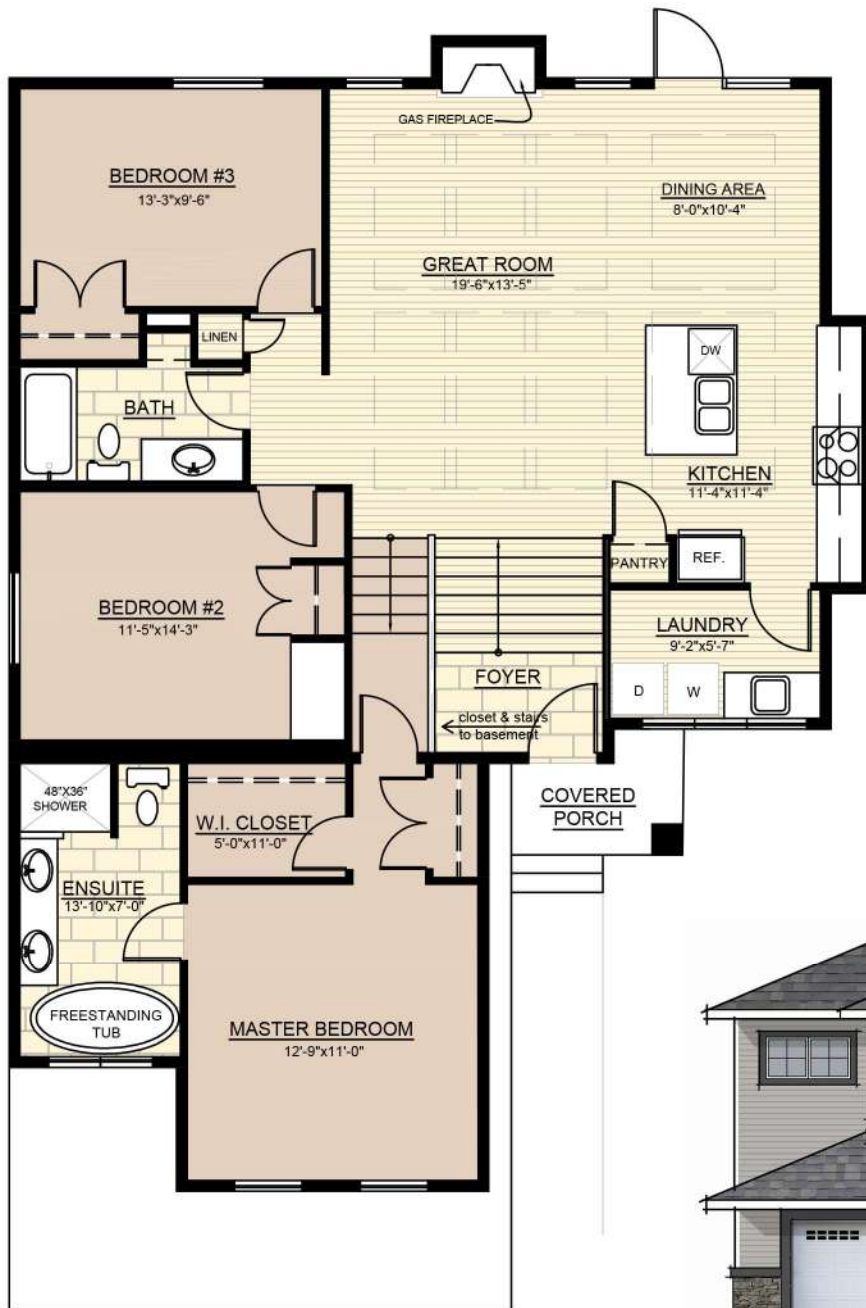 GAS FIREPLACE
BEDROOM #3
13'-3"x9'-6"
DINING AREA
8'-0"x10'-4"
GREAT ROOM
19'-6"x13'-5"
LINEN
DW
BATH
KITCHEN
11'-4"x11'-4"
PANTRY
REF.
BEDROOM #2
11'-5"x14'-3"
LAUNDRY
9'-2"x5'-7"
FOYER
D
W
closet & stairs
to basement
48"X36"
SHOWER
COVERED
PORCH
W.I. CLOSET
5'-0"x11'-0"
ENSUITE
13'-10"x7'-0"
FREESTANDING
TUB
MASTER BEDROOM
12'-9"x11'-0"